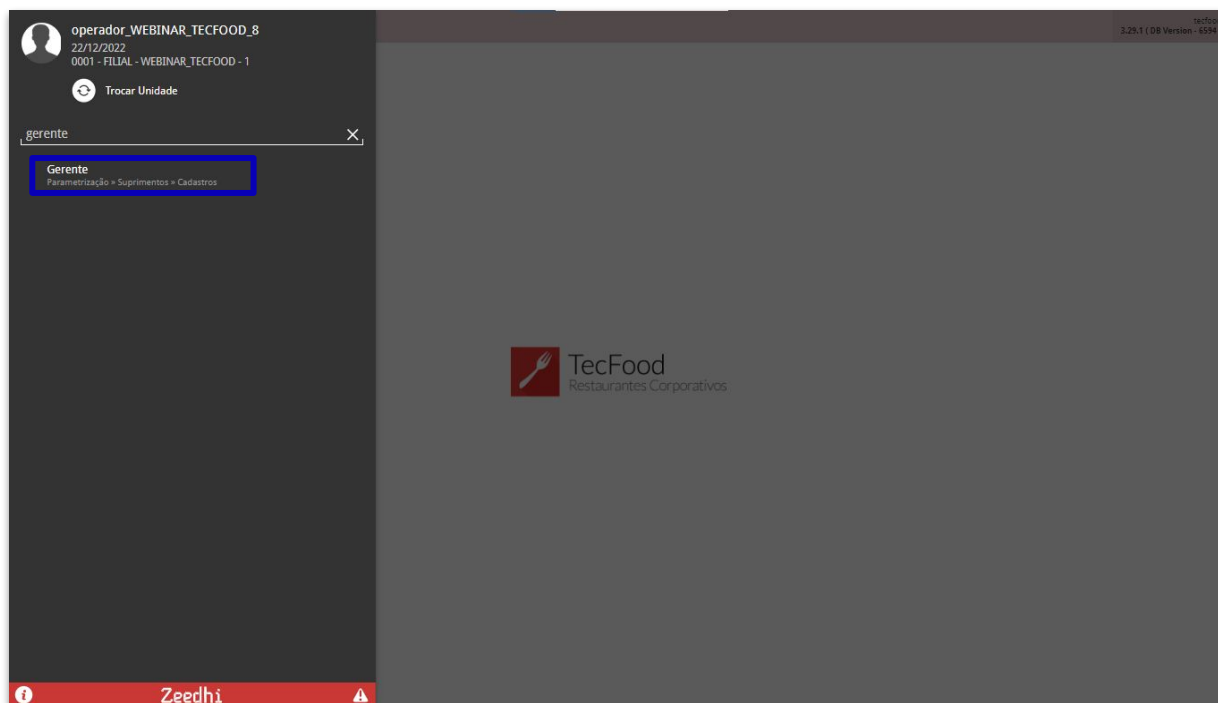 operador_WEBINAR_TECFOOD_8
22/12/2022
0001 - FILIAL - WEBINAR_TECFOOD - 1
Trocar Unidade
gerente
Gerente
Parametrização » Suprimentos » Cadastros
3.29.1 ( DB Version - 6594
TecFood
Restaurantes Corporativos
Zeedhi